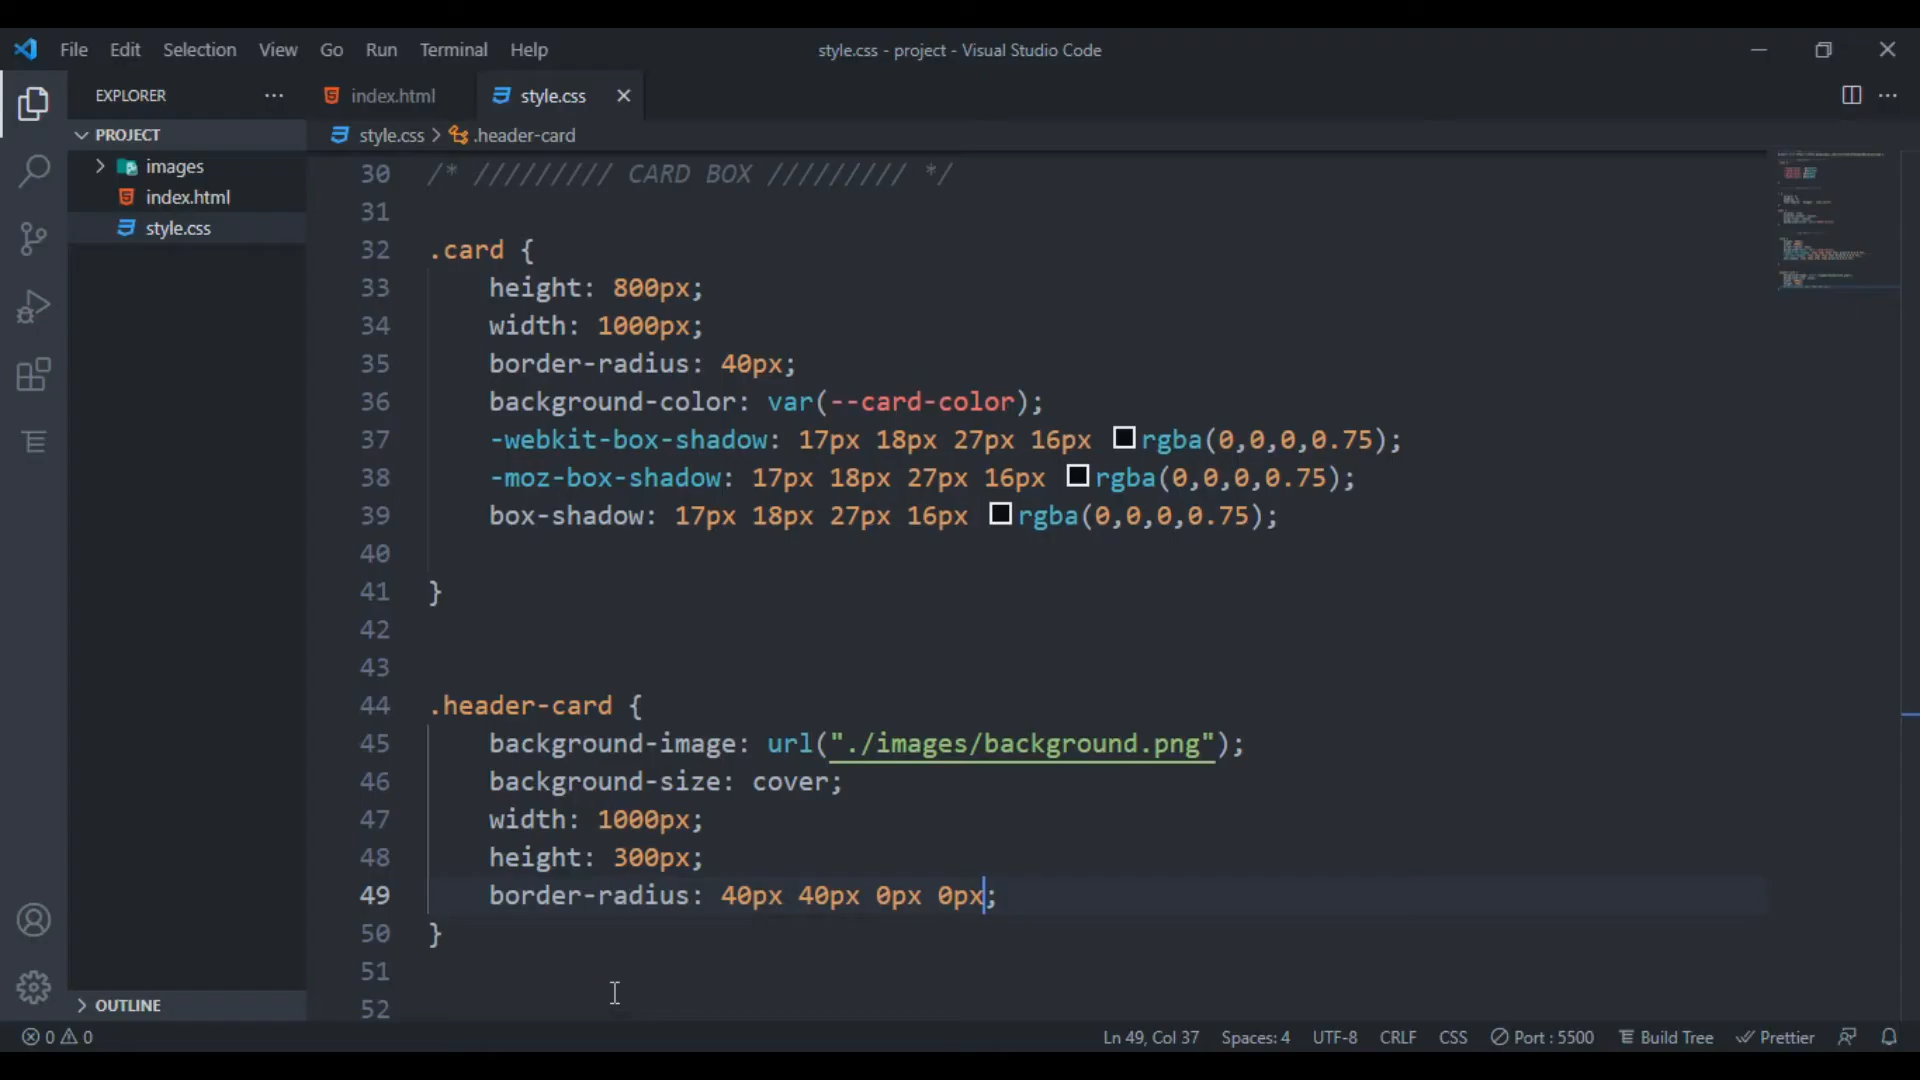 File Edit Selection View Go Run Terminal Help style.css - project - Visual Studio Code
EXPLORER ...
index.html style.css
PROJECT
images
index.html
style.css
OUTLINE
style.css > .header-card
30 /* ///////// CARD BOX ///////// */
31
32 .card {
33 height: 800px;
34 width: 1000px;
35 border-radius: 40px;
36 background-color: var(--card-color);
37 -webkit-box-shadow: 17px 18px 27px 16px rgba(0,0,0,0.75);
38 -moz-box-shadow: 17px 18px 27px 16px rgba(0,0,0,0.75);
39 box-shadow: 17px 18px 27px 16px rgba(0,0,0,0.75);
40
41 }
42
43
44 .header-card {
45 background-image: url("./images/background.png");
46 background-size: cover;
47 width: 1000px;
48 height: 300px;
49 border-radius: 40px 40px 0px 0px;
50 }
51
52
0 0 Ln 49, Col 37 Spaces: 4 UTF-8 CRLF CSS Port : 5500 Build Tree Prettier